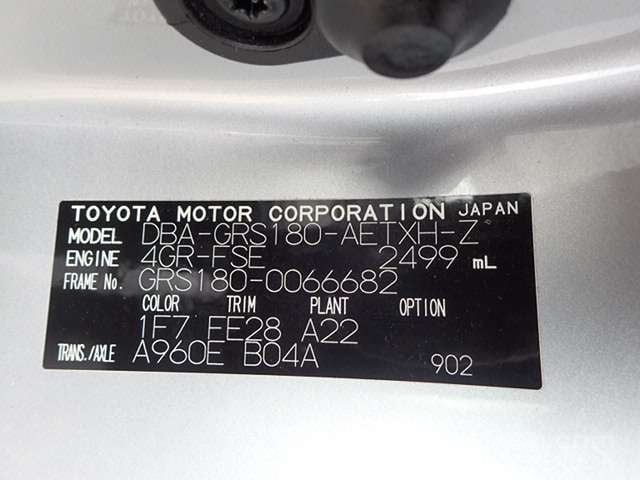 TOYOTA MOTOR CORPORATION JAPAN
MODEL DBA-GRS180-AETXH-Z
ENGINE 4GR-FSE 2499 mL
FRAME No. GRS180-0066682
COLOR TRIM PLANT OPTION
1F7 FE28 A22
TRANS./AXLE A960E B04A 902